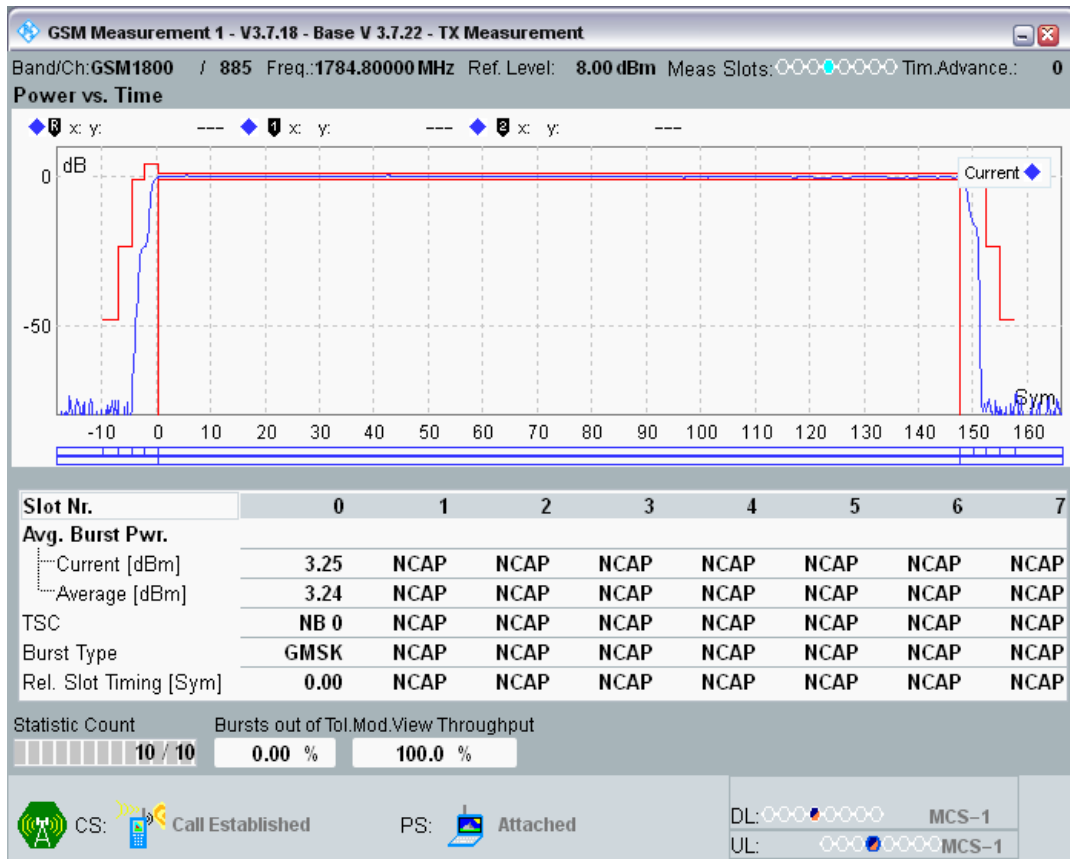 GSM Measurement 1 - V3.7.18 - Base V 3.7.22 - TX Measurement
Band/Ch:GSM1800 / 885 Freq.:1784.80000 MHz Ref. Level: 8.00 dBm Meas Slots: Tim.Advance.: 0
Power vs. Time
R x: y: --- 1 x: y: --- 2 x: y: ---
dB
Current
0
-50
Sym
-10 0 10 20 30 40 50 60 70 80 90 100 110 120 130 140 150 160
Slot Nr. 0 1 2 3 4 5 6 7
Avg. Burst Pwr.
Current [dBm] 3.25 NCAP NCAP NCAP NCAP NCAP NCAP NCAP
Average [dBm] 3.24 NCAP NCAP NCAP NCAP NCAP NCAP NCAP
TSC NB 0 NCAP NCAP NCAP NCAP NCAP NCAP NCAP
Burst Type GMSK NCAP NCAP NCAP NCAP NCAP NCAP NCAP
Rel. Slot Timing [Sym] 0.00 NCAP NCAP NCAP NCAP NCAP NCAP NCAP
Statistic Count Bursts out of Tol.Mod.View Throughput
10 / 10 0.00 % 100.0 %
CS: Call Established PS: Attached
DL: MCS-1
UL: MCS-1